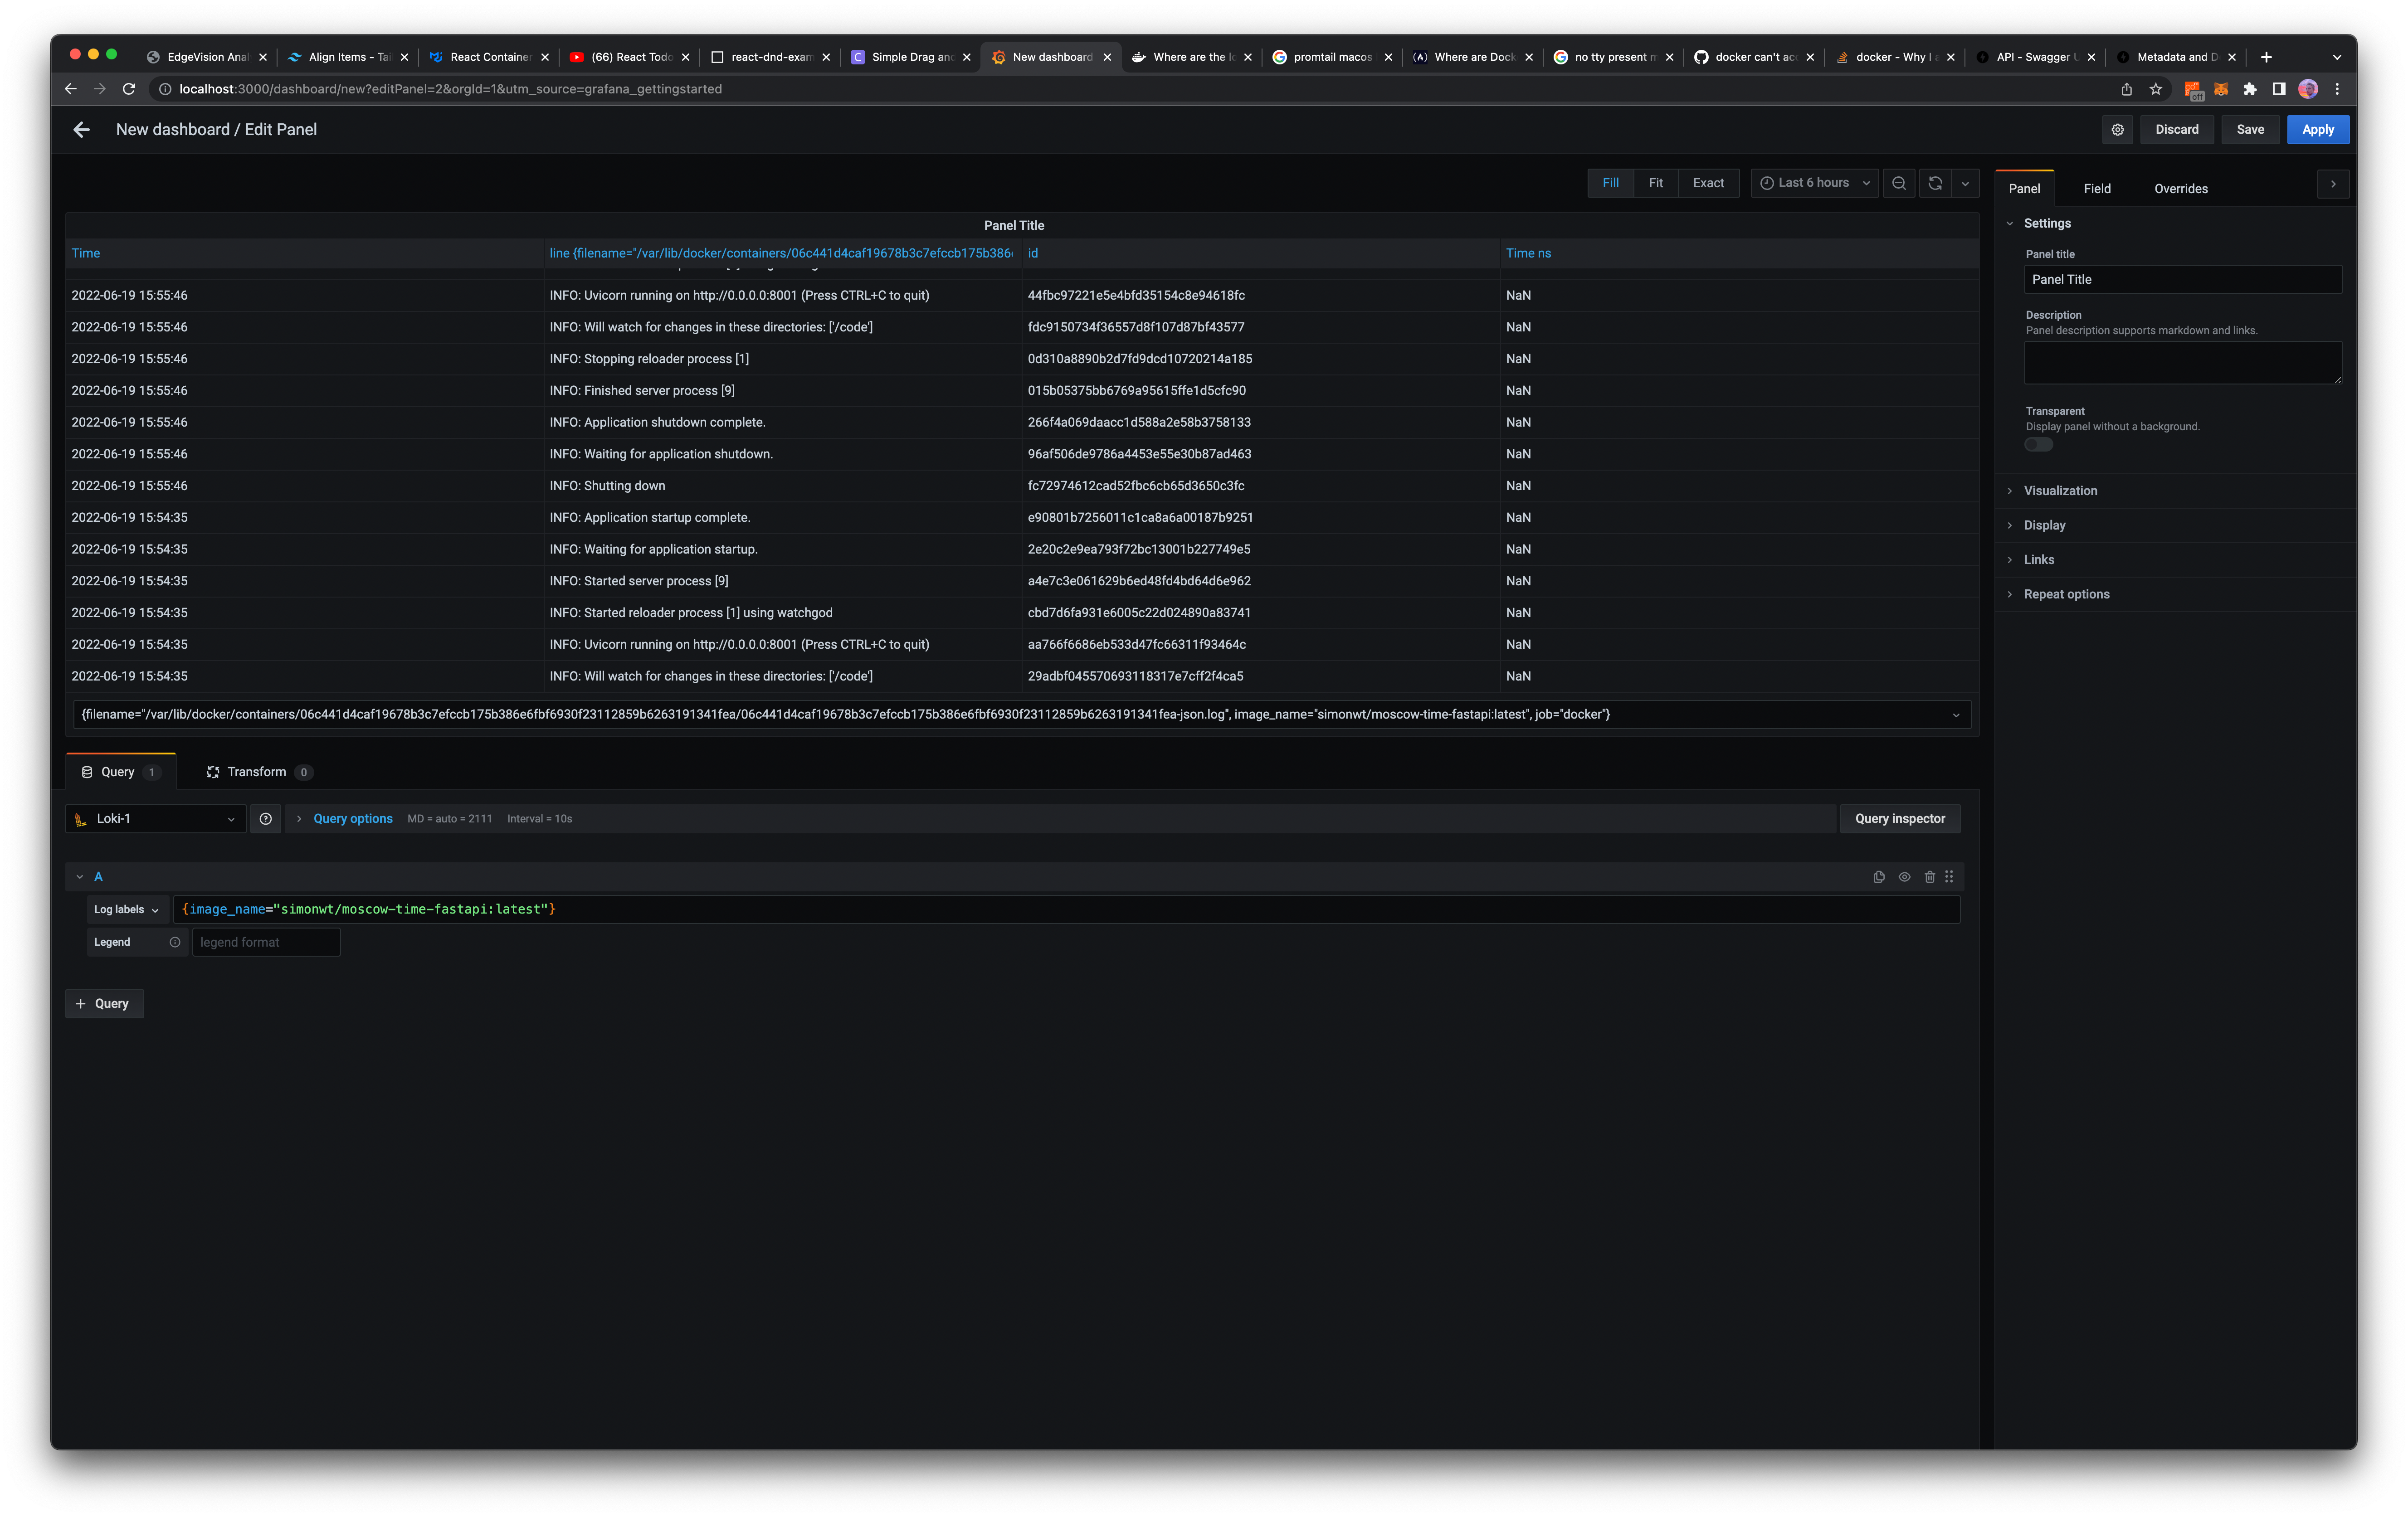 EdgeVision Anal
Align Items - Tai
React Container
(66) React Todo
react-dnd-exam
Simple Drag and
New dashboard
Where are the lo
promtail macos
Where are Dock
no tty present m
docker can't acc
docker - Why I a
API - Swagger U
Metadata and D
localhost:3000/dashboard/new?editPanel=2&orgId=1&utm_source=grafana_gettingstarted
off
New dashboard / Edit Panel
Discard
Save
Apply
Fill
Fit
Exact
Last 6 hours
Panel
Field
Overrides
Panel Title
Time
line {filename="/var/lib/docker/containers/06c441d4caf19678b3c7efccb175b386
id
Time ns
2022-06-19 15:55:46 INFO: Uvicorn running on http://0.0.0.0:8001 (Press CTRL+C to quit) 44fbc97221e5e4bfd35154c8e94618fc NaN
2022-06-19 15:55:46 INFO: Will watch for changes in these directories: ['/code'] fdc9150734f36557d8f107d87bf43577 NaN
2022-06-19 15:55:46 INFO: Stopping reloader process [1] 0d310a8890b2d7fd9dcd10720214a185 NaN
2022-06-19 15:55:46 INFO: Finished server process [9] 015b05375bb6769a95615ffe1d5cfc90 NaN
2022-06-19 15:55:46 INFO: Application shutdown complete. 266f4a069daacc1d588a2e58b3758133 NaN
2022-06-19 15:55:46 INFO: Waiting for application shutdown. 96af506de9786a4453e55e30b87ad463 NaN
2022-06-19 15:55:46 INFO: Shutting down fc72974612cad52fbc6cb65d3650c3fc NaN
2022-06-19 15:54:35 INFO: Application startup complete. e90801b7256011c1ca8a6a00187b9251 NaN
2022-06-19 15:54:35 INFO: Waiting for application startup. 2e20c2e9ea793f72bc13001b227749e5 NaN
2022-06-19 15:54:35 INFO: Started server process [9] a4e7c3e061629b6ed48fd4bd64d6e962 NaN
2022-06-19 15:54:35 INFO: Started reloader process [1] using watchgod cbd7d6fa931e6005c22d024890a83741 NaN
2022-06-19 15:54:35 INFO: Uvicorn running on http://0.0.0.0:8001 (Press CTRL+C to quit) aa766f6686eb533d47fc66311f93464c NaN
2022-06-19 15:54:35 INFO: Will watch for changes in these directories: ['/code'] 29adbf045570693118317e7cff2f4ca5 NaN
{filename="/var/lib/docker/containers/06c441d4caf19678b3c7efccb175b386e6fbf6930f23112859b6263191341fea/06c441d4caf19678b3c7efccb175b386e6fbf6930f23112859b6263191341fea-json.log", image_name="simonwt/moscow-time-fastapi:latest", job="docker"}
Settings
Panel title
Panel Title
Description
Panel description supports markdown and links.
Transparent
Display panel without a background.
Visualization
Display
Links
Repeat options
Query 1
Transform 0
Loki-1
Query options MD = auto = 2111 Interval = 10s
Query inspector
A
Log labels {image_name="simonwt/moscow-time-fastapi:latest"}
Legend legend format
+ Query